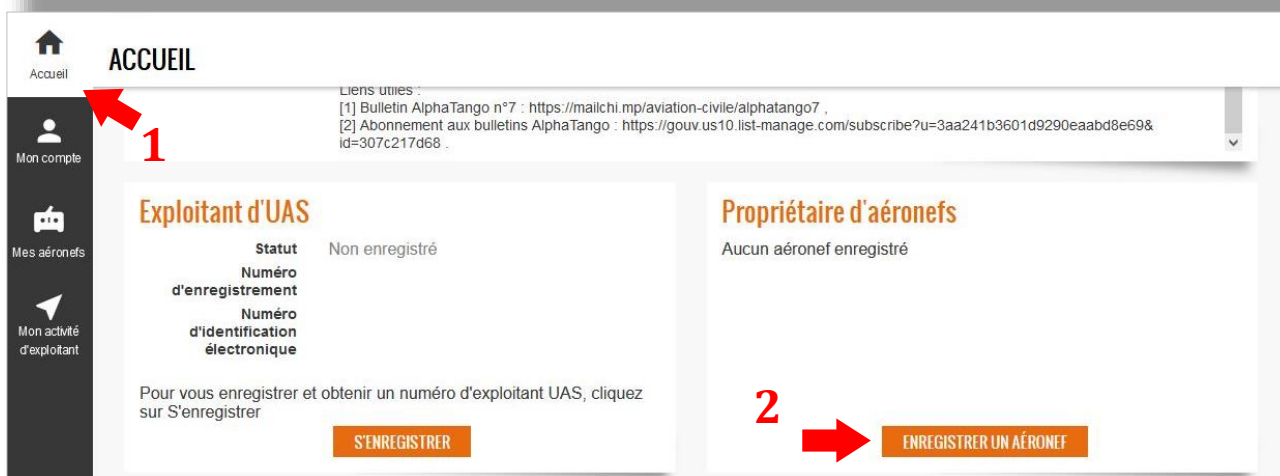 Accueil
ACCUEIL
1
Liens utiles :
[1] Bulletin AlphaTango n°7 : https://mailchi.mp/aviation-civile/alphatango7 ,
[2] Abonnement aux bulletins AlphaTango : https://gouv.us10.list-manage.com/subscribe?u=3aa241b3601d9290eaabd8e69&
id=307c217d68 .
Mon compte
Mes aéronefs
Mon activité
d'exploitant
Exploitant d'UAS
Statut Non enregistré
Numéro
d'enregistrement
Numéro
d'identification
électronique
Pour vous enregistrer et obtenir un numéro d'exploitant UAS, cliquez
sur S'enregistrer
S'ENREGISTRER
Propriétaire d'aéronefs
Aucun aéronef enregistré
2
ENREGISTRER UN AÉRONEF